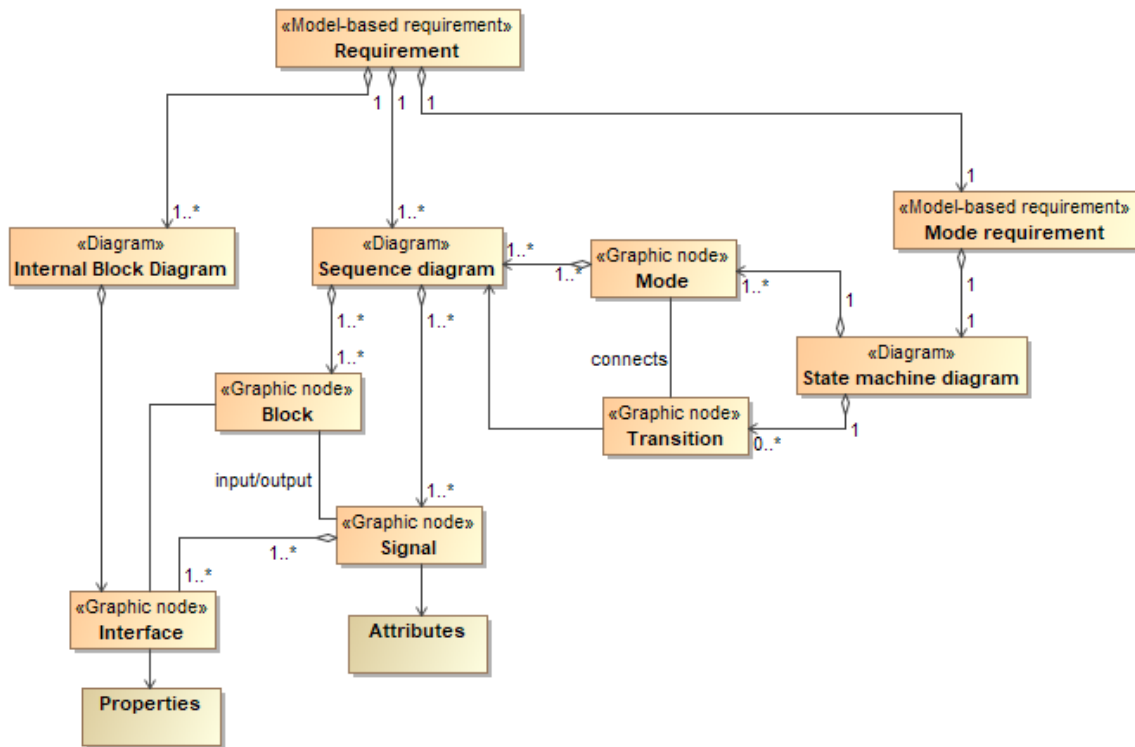 «Model-based requirement»
Requirement
1
1
1
1..*
1..*
1
«Model-based requirement»
Mode requirement
«Diagram»
Internal Block Diagram
«Diagram»
Sequence diagram
1..*
1..*
«Graphic node»
Mode
1..*
1
1
1
«Diagram»
State machine diagram
1..*
1..*
1..*
connects
«Graphic node»
Block
«Graphic node»
Transition
0..*
1
input/output
1..*
«Graphic node»
Signal
1..*
1..*
«Graphic node»
Interface
Attributes
Properties